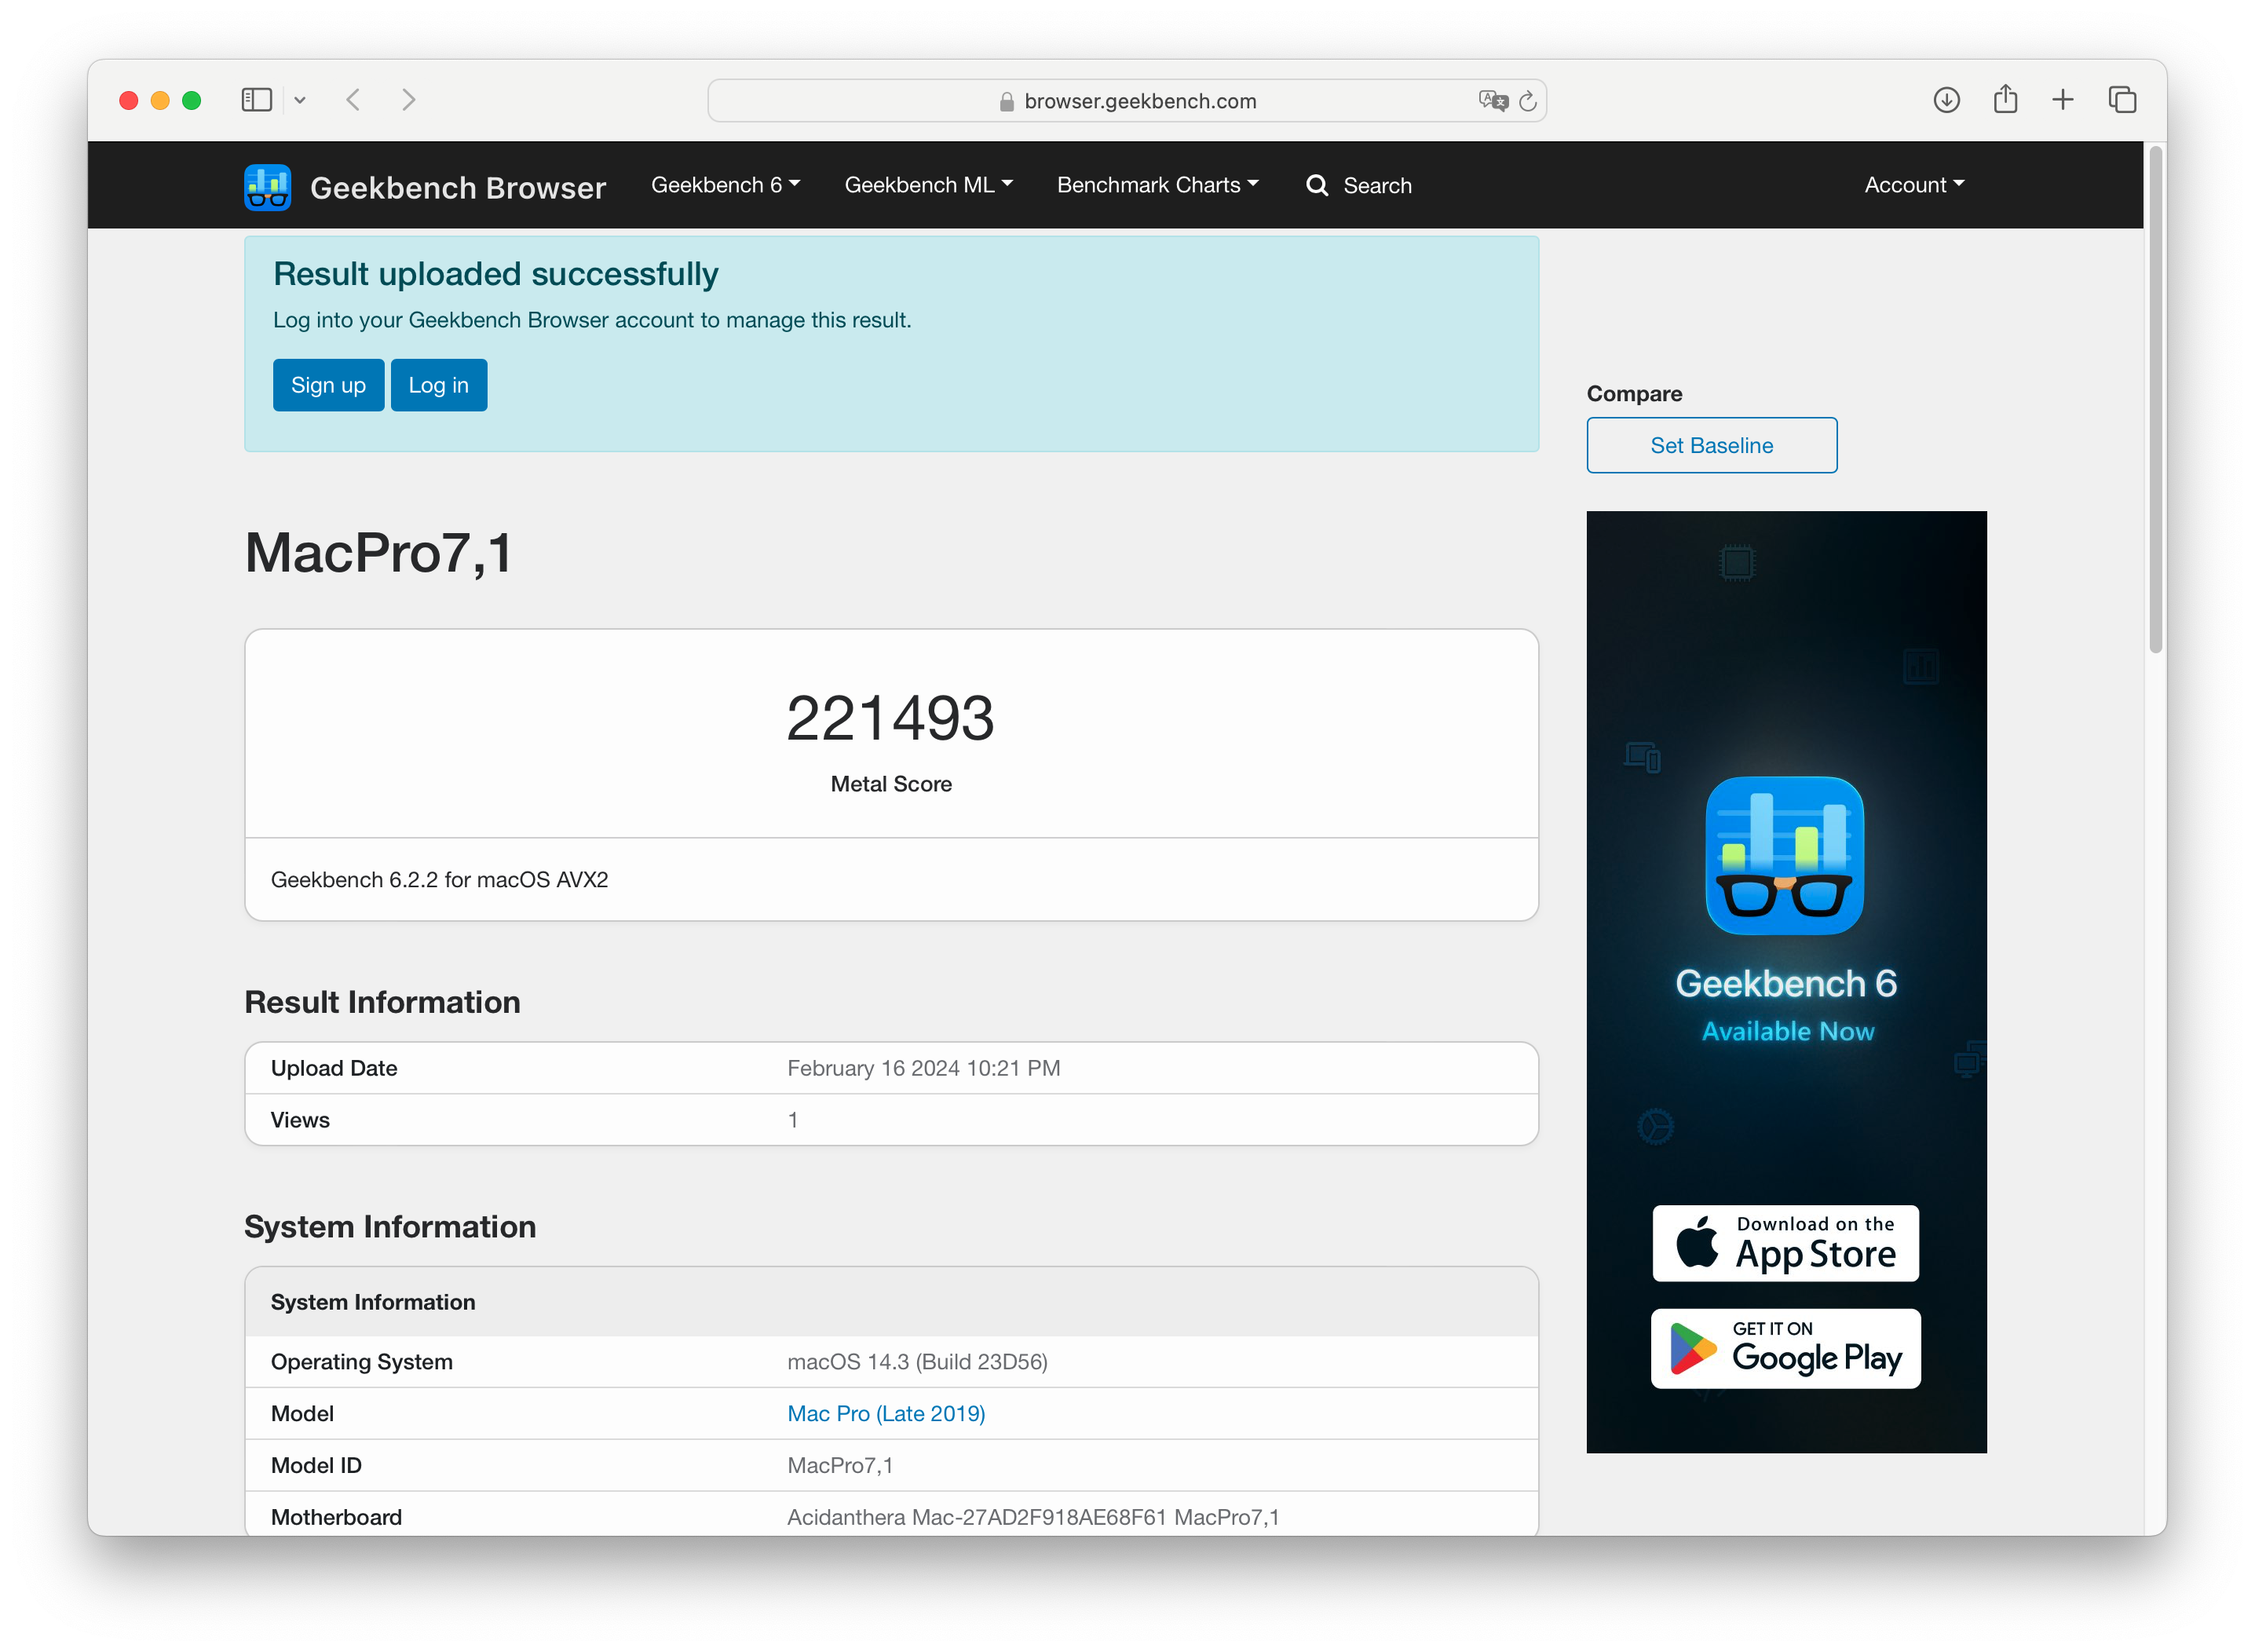 browser.geekbench.com
Geekbench Browser Geekbench 6 Geekbench ML Benchmark Charts Search Account
Result uploaded successfully
Log into your Geekbench Browser account to manage this result.
Sign up Log in
Compare
Set Baseline
MacPro7,1
221493
Metal Score
Geekbench 6.2.2 for macOS AVX2
Result Information
Upload Date February 16 2024 10:21 PM
Views 1
System Information
System Information
Operating System macOS 14.3 (Build 23D56)
Model Mac Pro (Late 2019)
Model ID MacPro7,1
Motherboard Acidanthera Mac-27AD2F918AE68F61 MacPro7,1
Geekbench 6
Available Now
Download on the
App Store
GET IT ON
Google Play